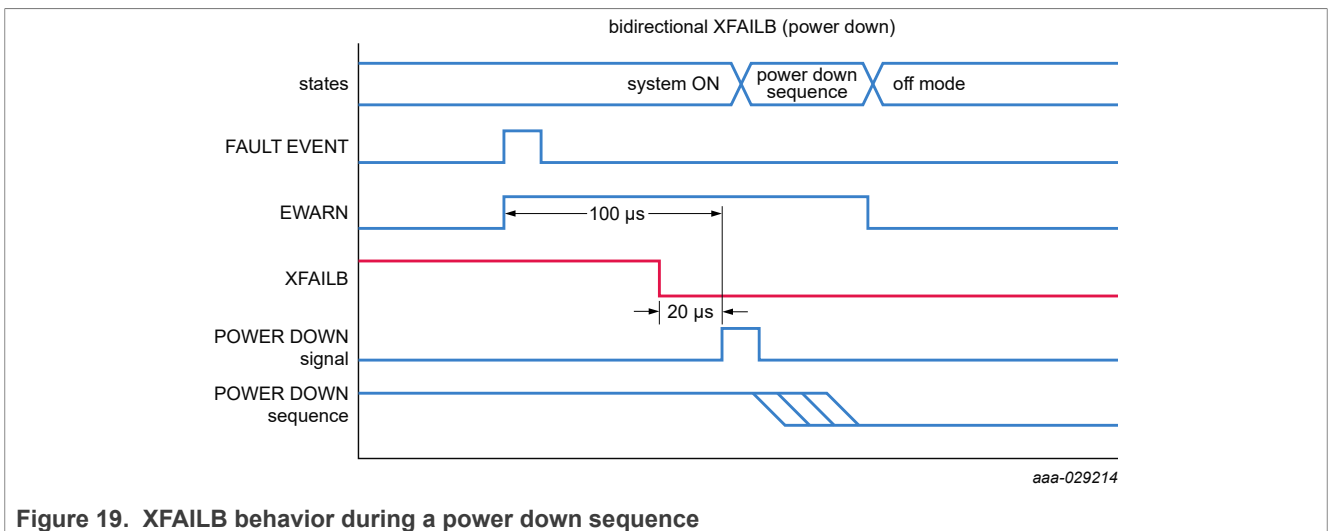 bidirectional XFAILB (power down)
states
system ON
power down
sequence
off mode
FAULT EVENT
EWARN
100 µs
XFAILB
20 µs
POWER DOWN
signal
POWER DOWN
sequence
aaa-029214
Figure 19. XFAILB behavior during a power down sequence